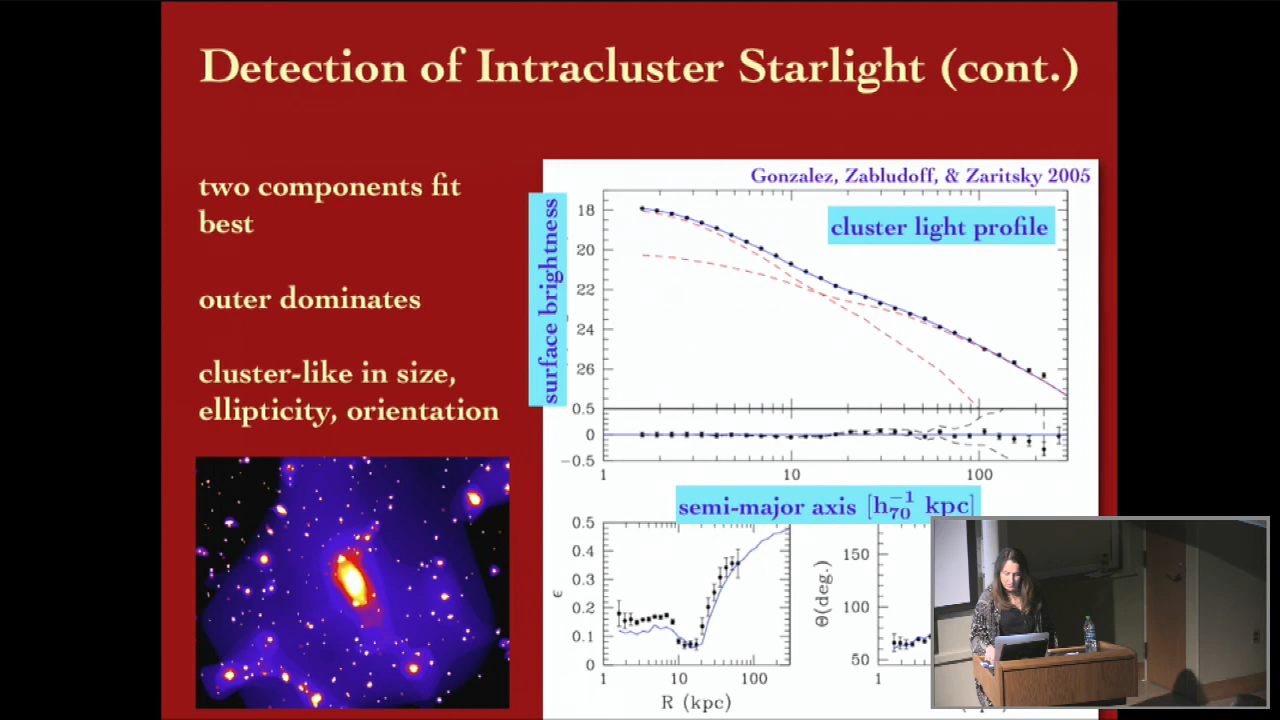 Detection of Intracluster Starlight (cont.)
two components fit
best
outer dominates
cluster-like in size,
ellipticity, orientation
Gonzalez, Zabludoff, & Zaritsky 2005
cluster light profile
surface brightness
18
20
22
24
26
0.5
0
−0.5
1 10 100
semi-major axis [h₇₀⁻¹ kpc]
0.5
0.4
0.3
0.2
0.1
0
ε
1 10 100
R (kpc)
Θ(deg.)
150
100
50
1